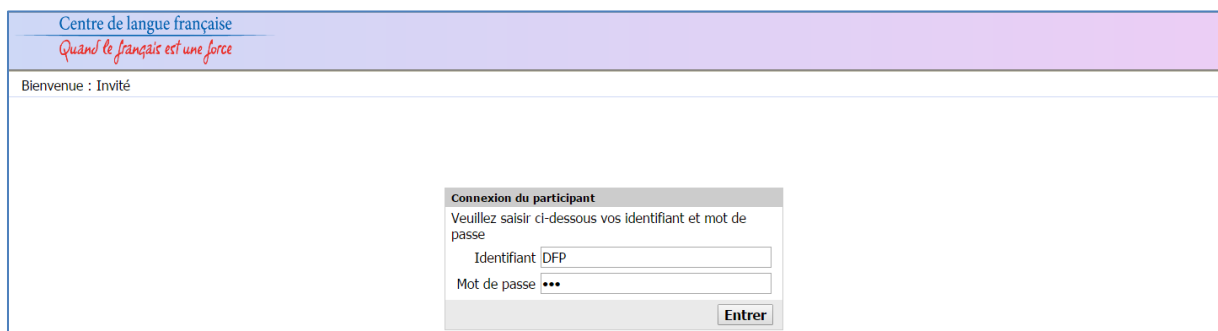 Centre de langue française
Quand le français est une force
Bienvenue : Invité
Connexion du participant
Veuillez saisir ci-dessous vos identifiant et mot de
passe
Identifiant DFP
Mot de passe •••
Entrer